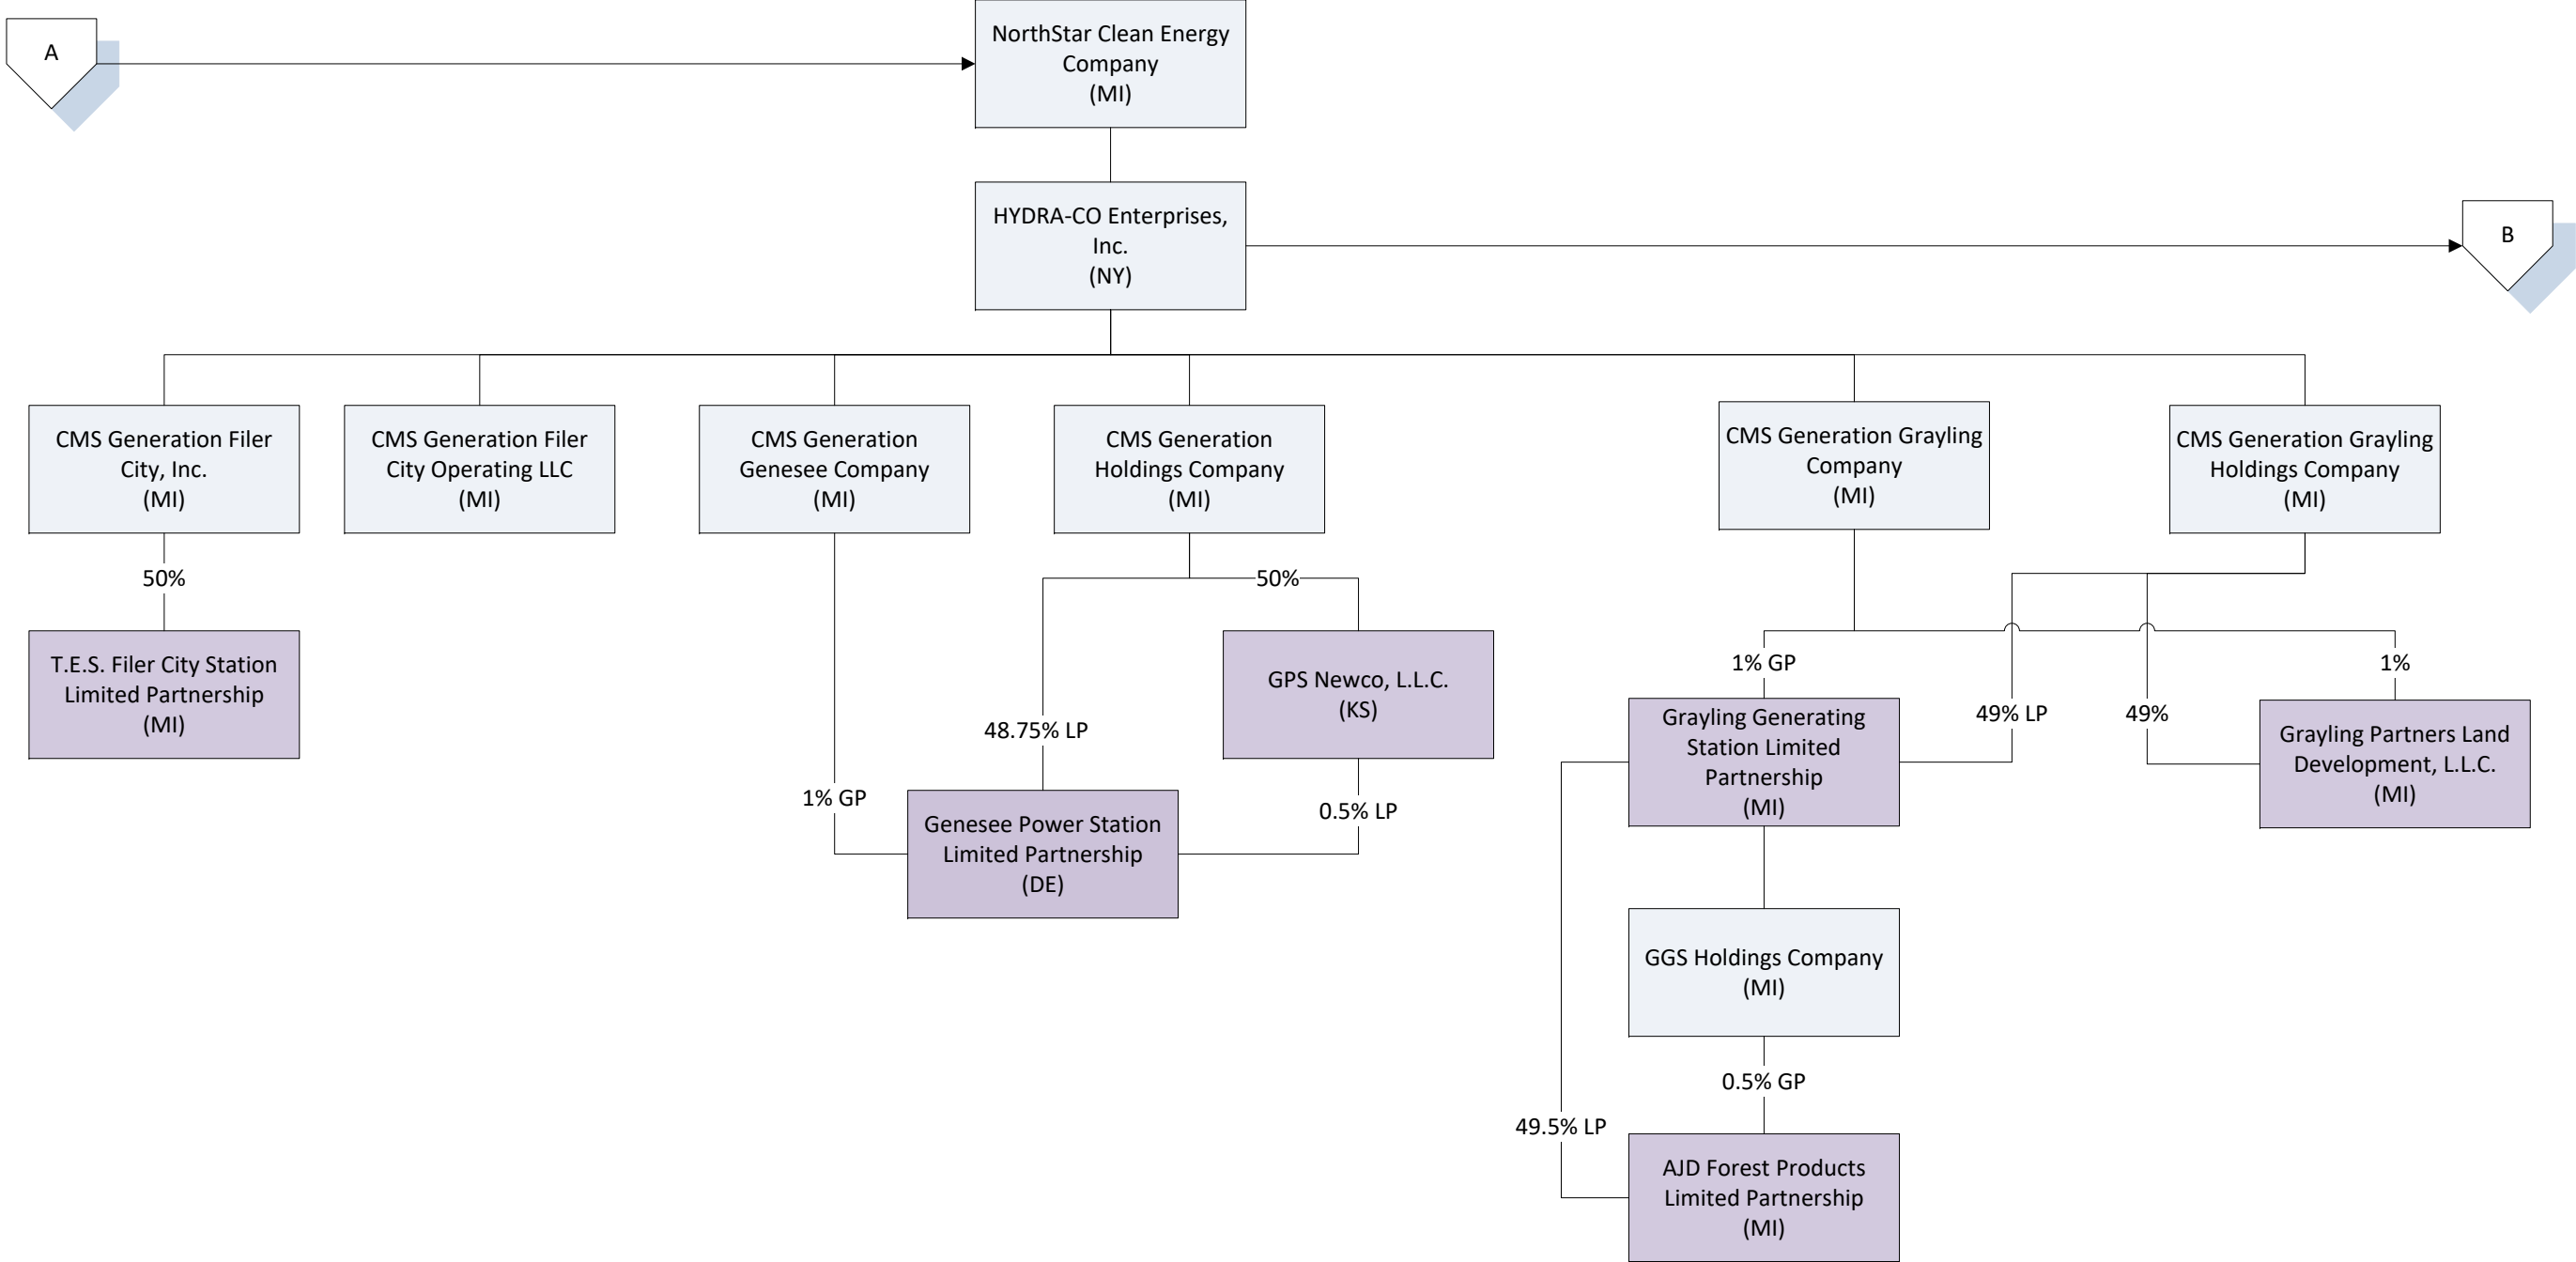 A
NorthStar Clean Energy
Company
(MI)
HYDRA-CO Enterprises,
Inc.
(NY)
B
CMS Generation Filer
City, Inc.
(MI)
CMS Generation Filer
City Operating LLC
(MI)
CMS Generation
Genesee Company
(MI)
CMS Generation
Holdings Company
(MI)
CMS Generation Grayling
Company
(MI)
CMS Generation Grayling
Holdings Company
(MI)
50%
50%
T.E.S. Filer City Station
Limited Partnership
(MI)
GPS Newco, L.L.C.
(KS)
1% GP
1%
48.75% LP
49% LP
49%
Grayling Generating
Station Limited
Partnership
(MI)
Grayling Partners Land
Development, L.L.C.
(MI)
1% GP
0.5% LP
Genesee Power Station
Limited Partnership
(DE)
GGS Holdings Company
(MI)
0.5% GP
49.5% LP
AJD Forest Products
Limited Partnership
(MI)